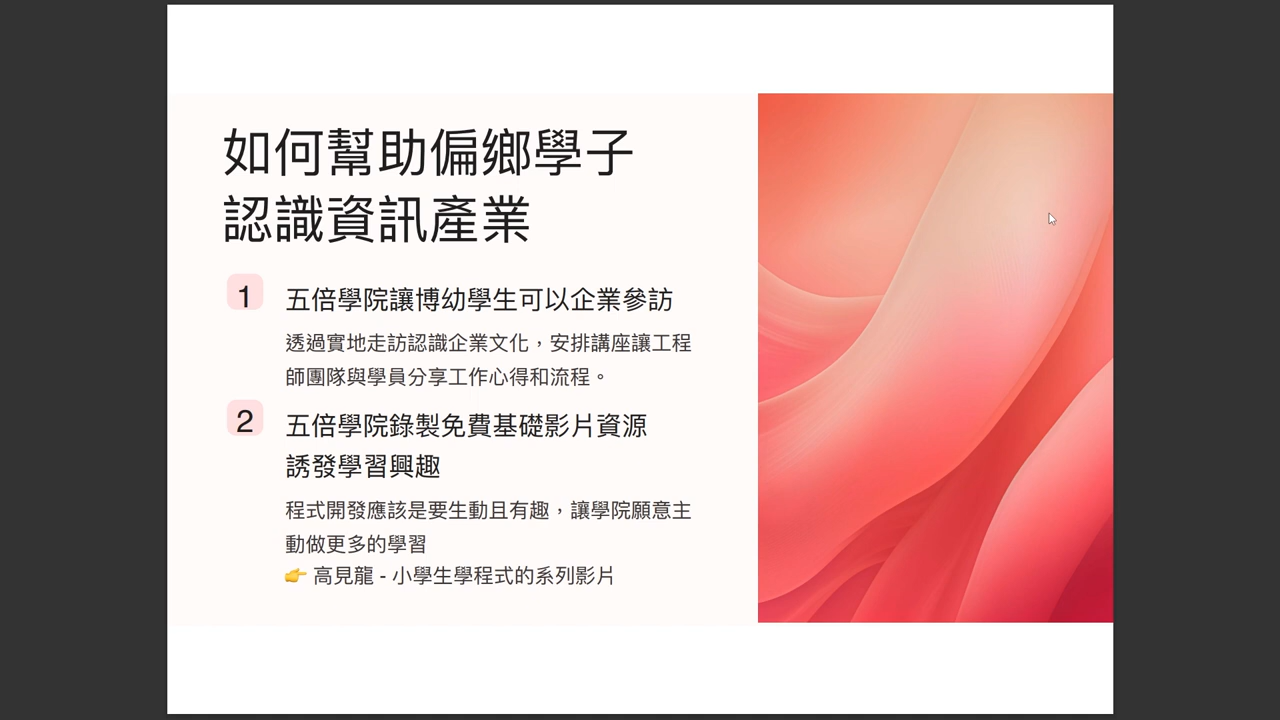 如何幫助偏鄉學子
認識資訊產業
1
五倍學院讓博幼學生可以企業參訪
透過實地走訪認識企業文化，安排講座讓工程
師團隊與學員分享工作心得和流程。
2
五倍學院錄製免費基礎影片資源
誘發學習興趣
程式開發應該是要生動且有趣，讓學院願意主
動做更多的學習
👉 高見龍 - 小學生學程式的系列影片